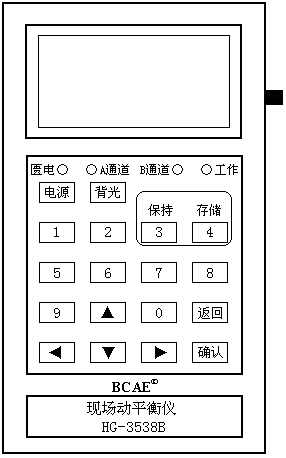 匮电 A通道 B通道 工作
电源 背光
保持 存储
1 2 3 4
5 6 7 8
9 ▲ 0 返回
◀ ▼ ▶ 确认
BCAE®
现场动平衡仪
HG-3538B